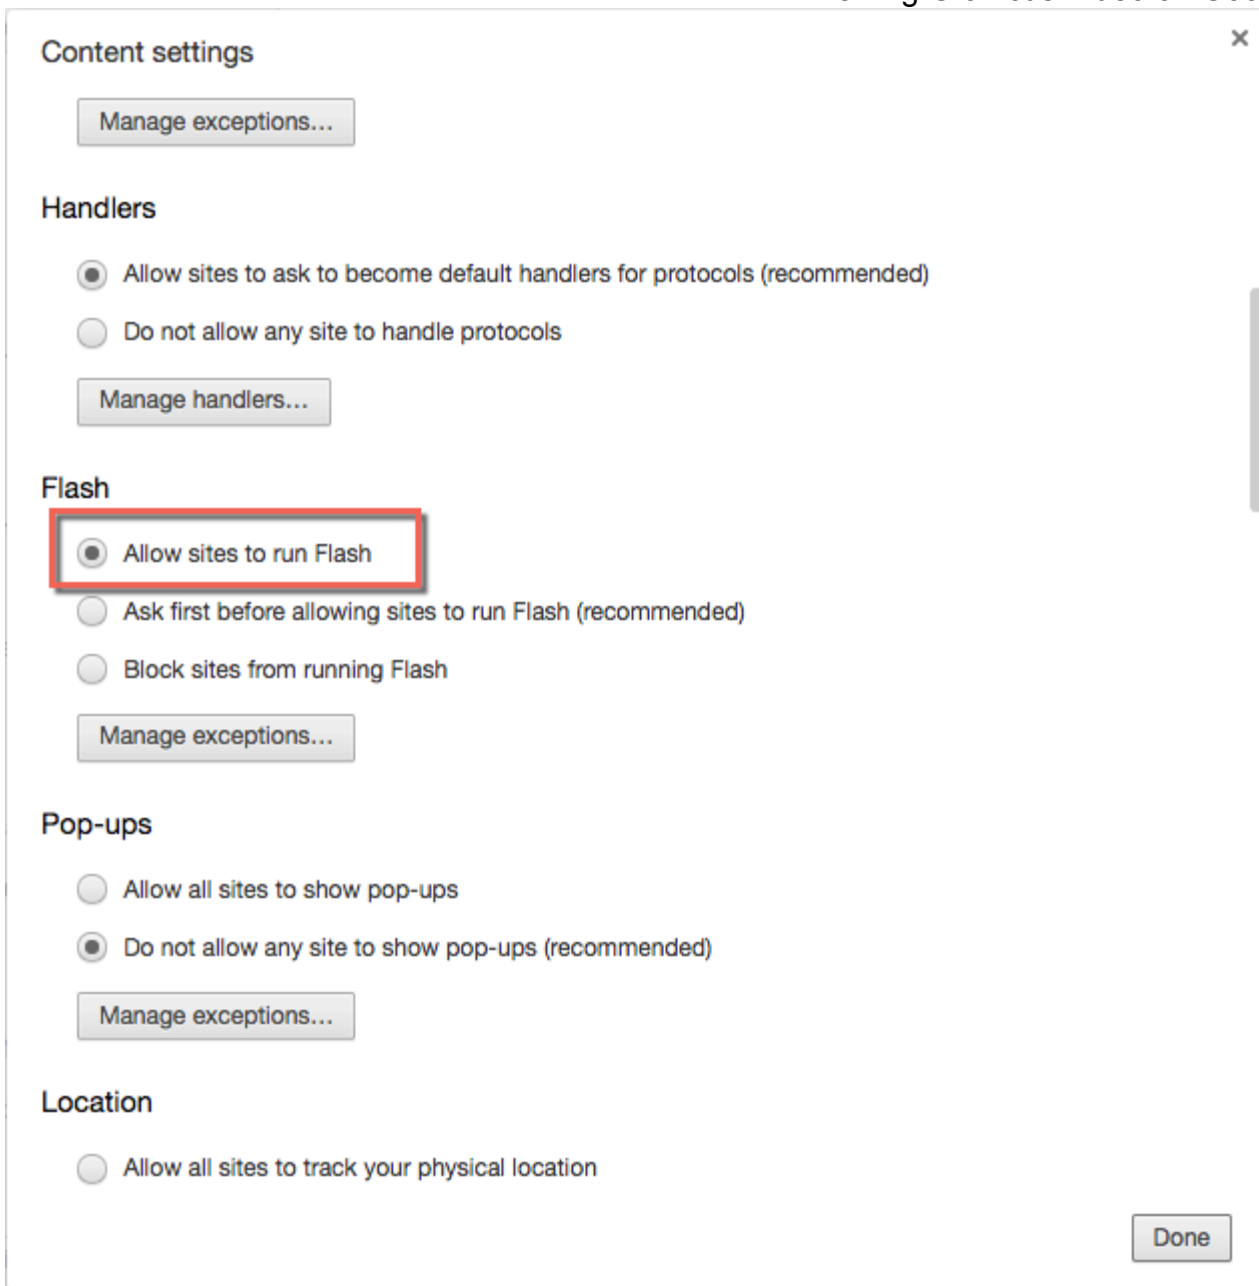 Content settings
Manage exceptions...
Handlers
Allow sites to ask to become default handlers for protocols (recommended)
Do not allow any site to handle protocols
Manage handlers...
Flash
Allow sites to run Flash
Ask first before allowing sites to run Flash (recommended)
Block sites from running Flash
Manage exceptions...
Pop-ups
Allow all sites to show pop-ups
Do not allow any site to show pop-ups (recommended)
Manage exceptions...
Location
Allow all sites to track your physical location
Done